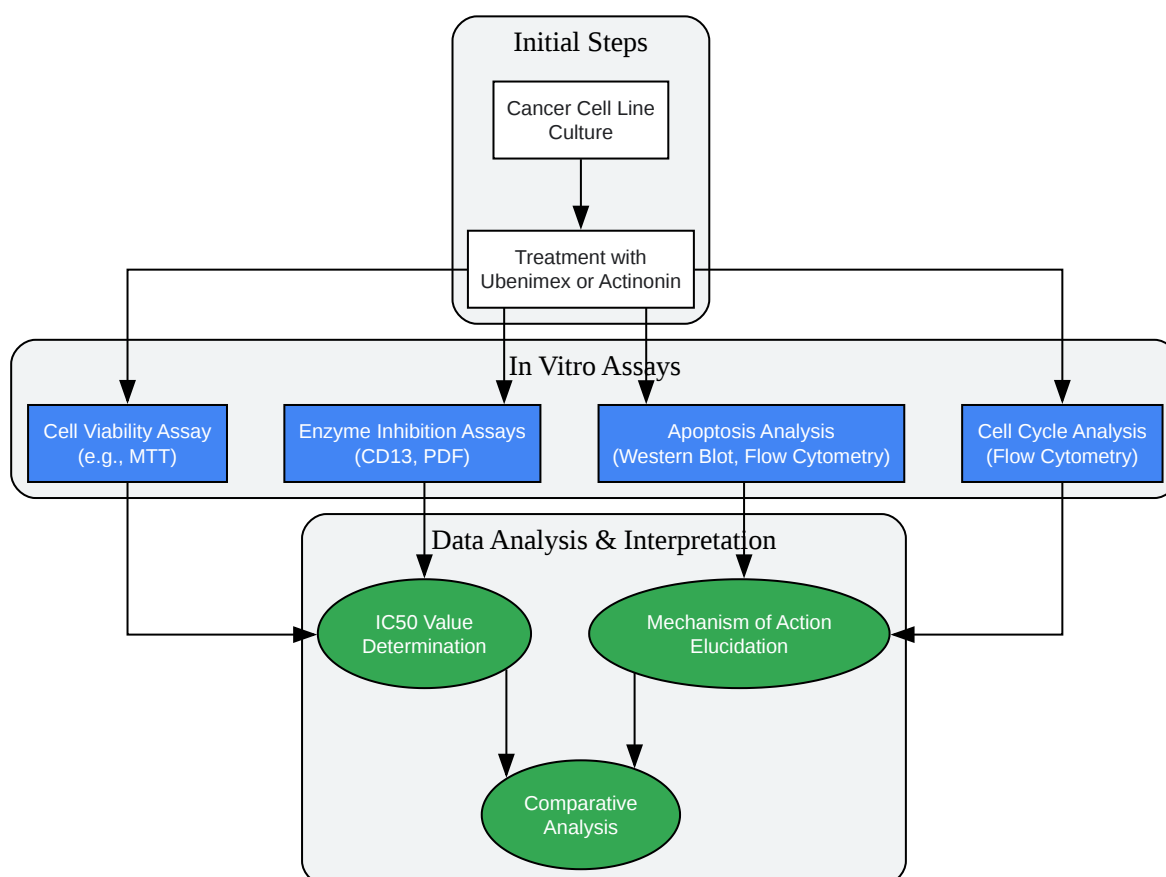 Initial Steps
Cancer Cell Line
Culture
Treatment with
Ubenimex or Actinonin
In Vitro Assays
Cell Viability Assay
(e.g., MTT)
Enzyme Inhibition Assays
(CD13, PDF)
Apoptosis Analysis
(Western Blot, Flow Cytometry)
Cell Cycle Analysis
(Flow Cytometry)
Data Analysis & Interpretation
IC50 Value
Determination
Mechanism of Action
Elucidation
Comparative
Analysis